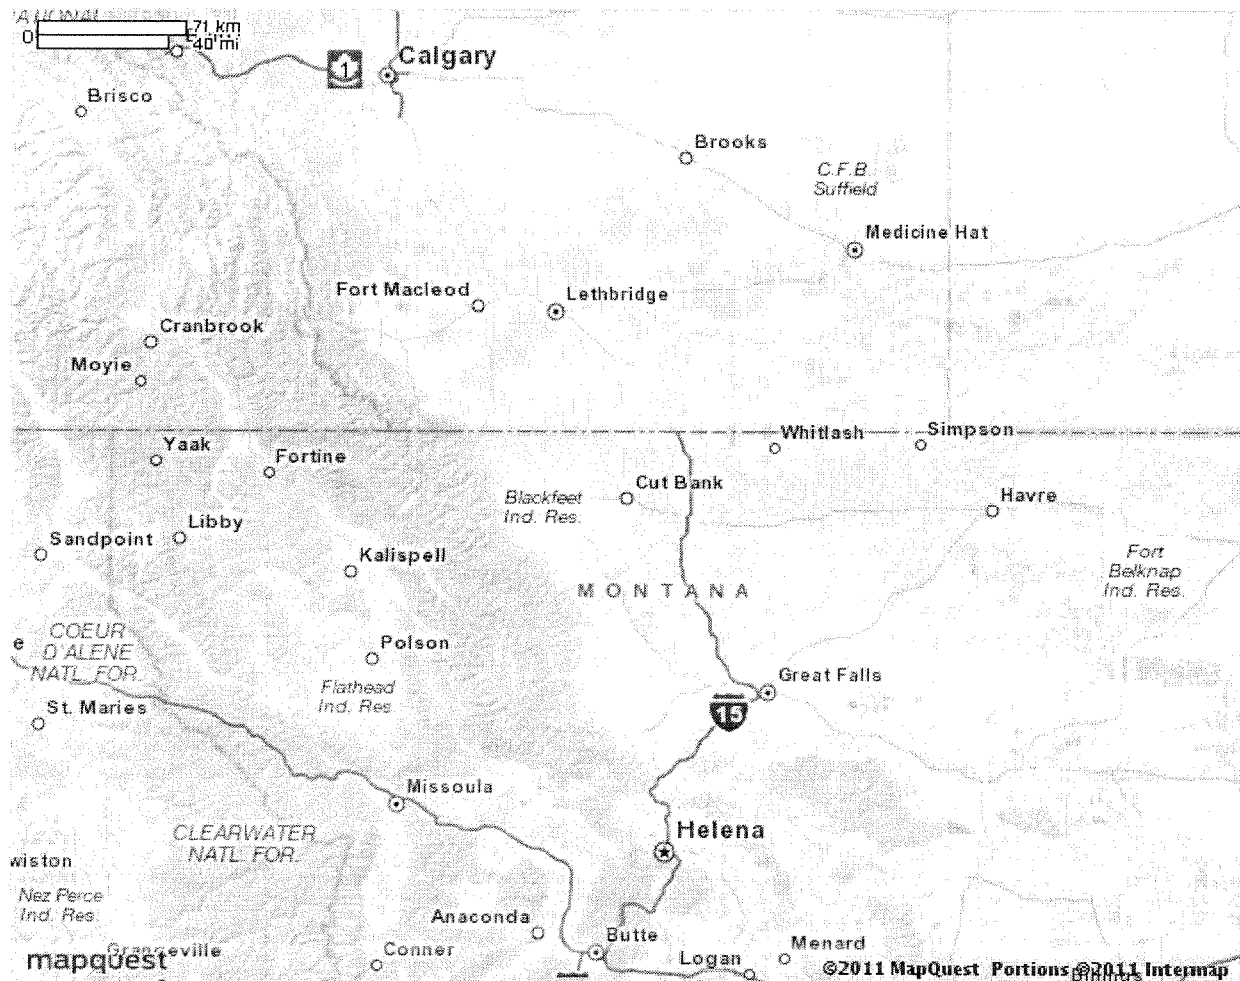 NATIONAL
71 km
0
40 mi
1
Calgary
Brisco
Brooks
C.F.B.
Suffield
Medicine Hat
Fort Macleod
Lethbridge
Cranbrook
Moyie
Whitlash
Simpson
Yaak
Fortine
Cut Bank
Blackfeet
Ind. Res.
Havre
Libby
Sandpoint
Kalispell
Fort
Belknap
Ind. Res.
MONTANA
COEUR
D'ALENE
NATL. FOR.
e
Polson
Flathead
Ind. Res.
Great Falls
15
St. Maries
Missoula
CLEARWATER
NATL. FOR.
Helena
wiston
Nez Perce
Ind. Res.
Anaconda
Butte
Grangeville
Conner
Logan
Menard
mapquest
©2011 MapQuest Portions ©2011 Intermap